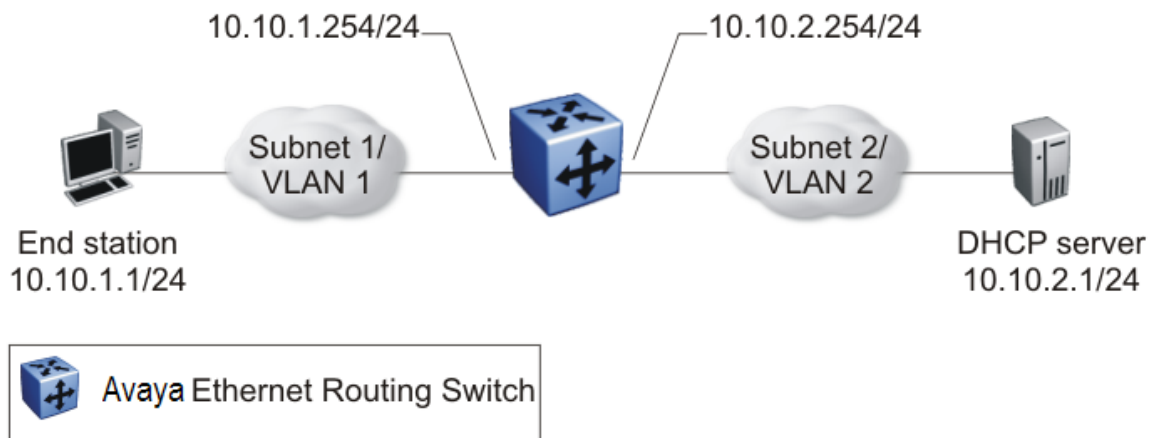 10.10.1.254/24
10.10.2.254/24
Subnet 1/
VLAN 1
Subnet 2/
VLAN 2
End station
10.10.1.1/24
DHCP server
10.10.2.1/24
Avaya Ethernet Routing Switch